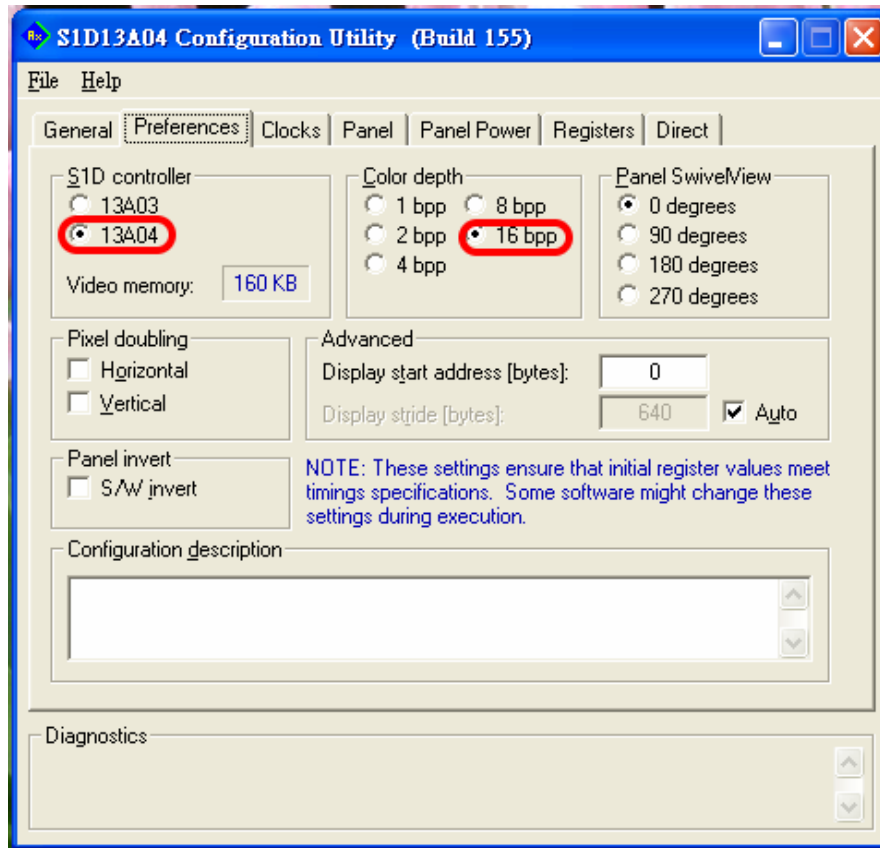 S1D13A04 Configuration Utility (Build 155)
File Help
General Preferences Clocks Panel Panel Power Registers Direct
S1D controller
13A03
13A04
Video memory: 160 KB
Color depth
1 bpp 8 bpp
2 bpp 16 bpp
4 bpp
Panel SwivelView
0 degrees
90 degrees
180 degrees
270 degrees
Pixel doubling
Horizontal
Vertical
Advanced
Display start address [bytes]: 0
Display stride [bytes]: 640 Auto
Panel invert
S/W invert
NOTE: These settings ensure that initial register values meet
timings specifications. Some software might change these
settings during execution.
Configuration description
Diagnostics